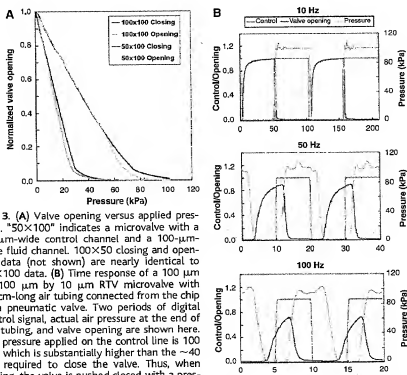 A
1.0
0.8
0.6
0.4
0.2
0.0
Normalized valve opening
100x100 Closing
100x100 Opening
50x100 Closing
50x100 Opening
0 20 40 60 80 100 120
Pressure (kPa)
B
10 Hz
Control Valve opening Pressure
1.2
0.8
0.4
0.0
Control/Opening
120
80
40
0
Pressure (kPa)
0 50 100 150 200
50 Hz
1.2
0.8
0.4
0.0
Control/Opening
120
80
40
0
Pressure (kPa)
0 10 20 30 40
100 Hz
1.2
0.8
0.4
0.0
Control/Opening
120
80
40
0
Pressure (kPa)
0 5 10 15 20
3. (A) Valve opening versus applied pres-
"50×100" indicates a microvalve with a
µm-wide control channel and a 100-µm-
fluid channel. 100×50 closing and open-
data (not shown) are nearly identical to
×100 data. (B) Time response of a 100 µm
100 µm by 10 µm RTV microvalve with
cm-long air tubing connected from the chip
pneumatic valve. Two periods of digital
signal, actual air pressure at the end of
tubing, and valve opening are shown here.
pressure applied on the control line is 100
which is substantially higher than the ~40
required to close the valve. Thus, when
the valve is pushed closed with a pres-